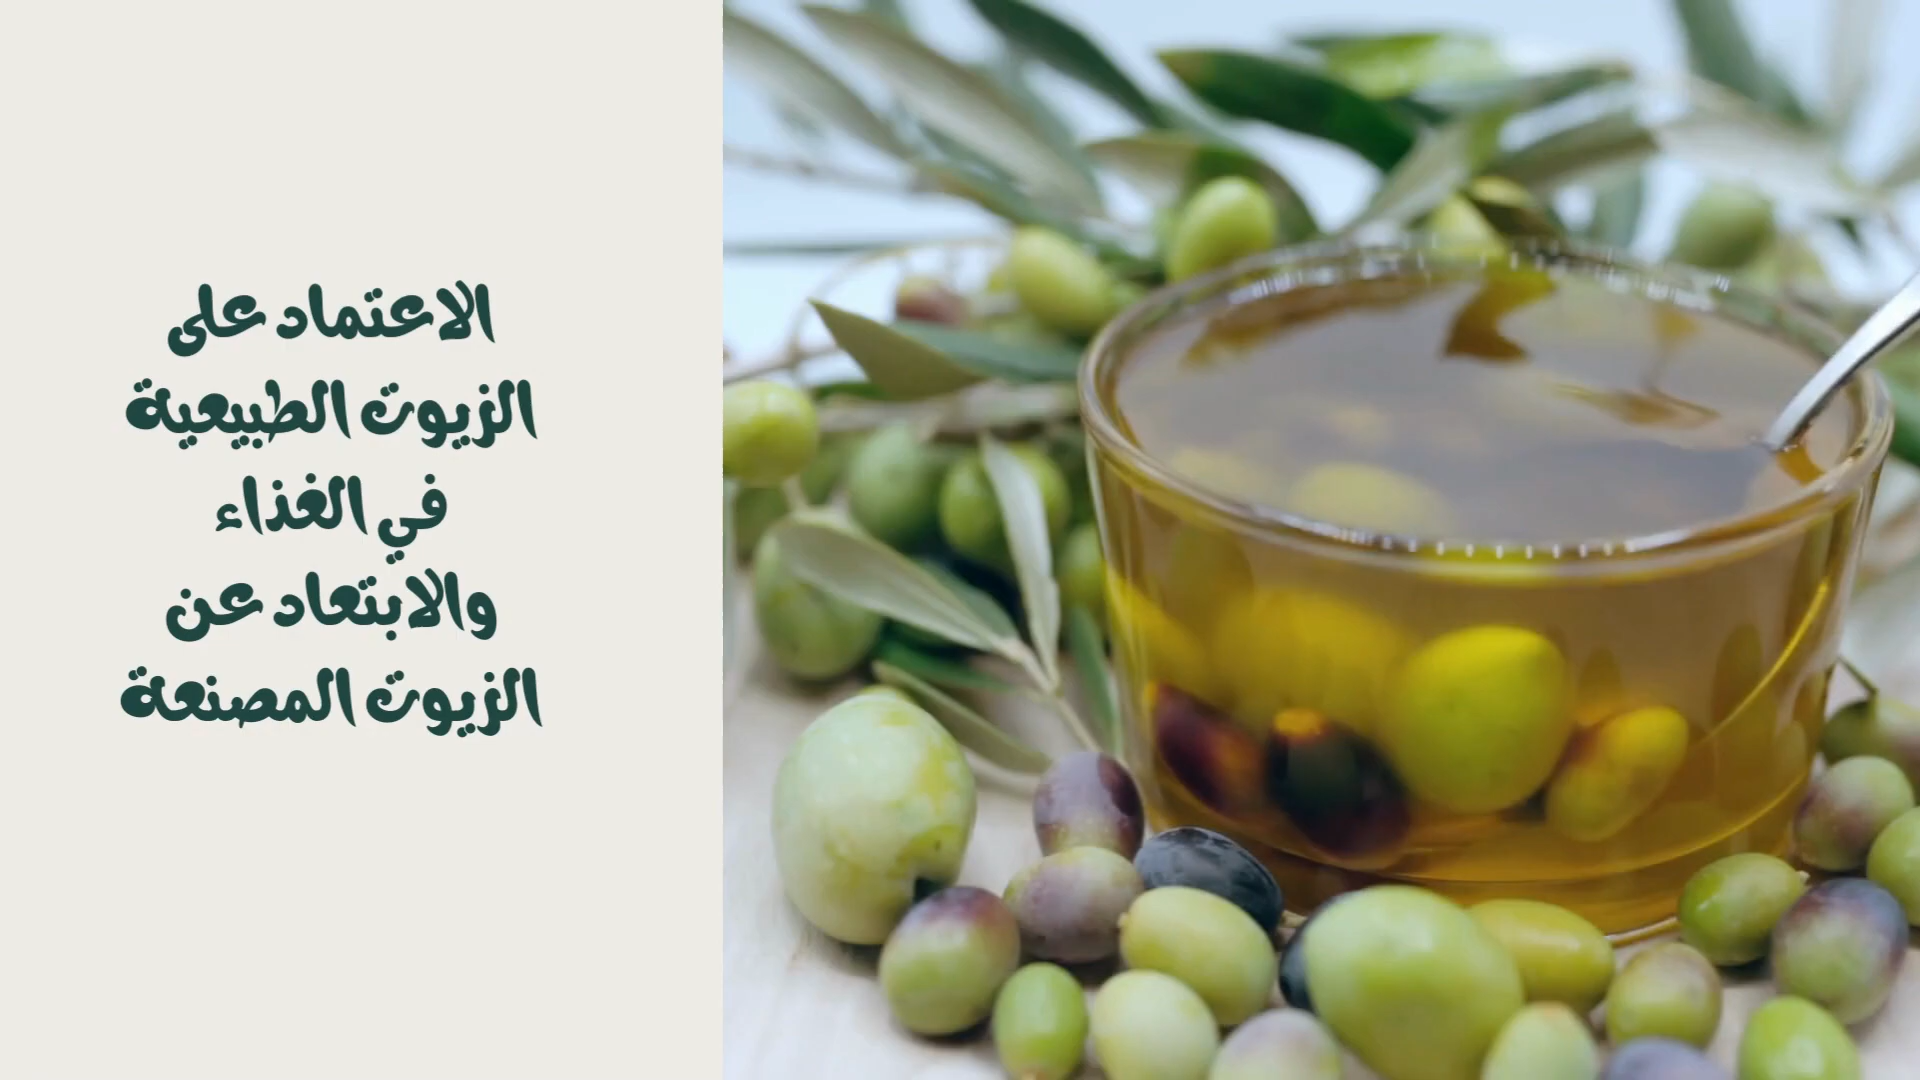 الاعتماد على
الزيوت الطبيعية
في الغذاء
والابتعاد عن
الزيوت المصنعة